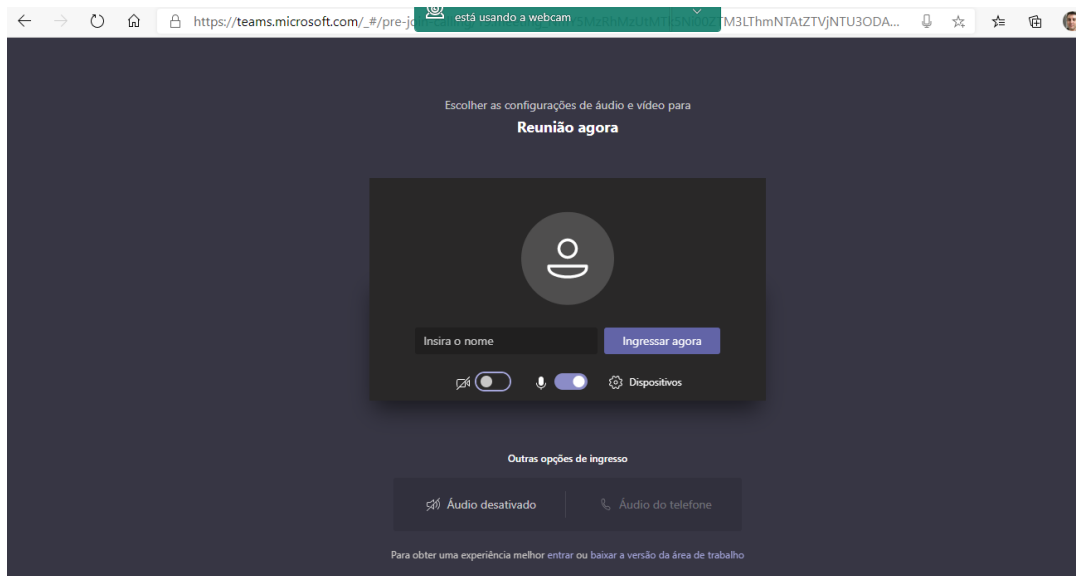 está usando a webcam
https://teams.microsoft.com/_#/pre-jo
M3LThmNTAtZTVjNTU3ODA...
Escolher as configurações de áudio e vídeo para
Reunião agora
Insira o nome
Ingressar agora
Dispositivos
Outras opções de ingresso
Áudio desativado
Áudio do telefone
Para obter uma experiência melhor entrar ou baixar a versão da área de trabalho